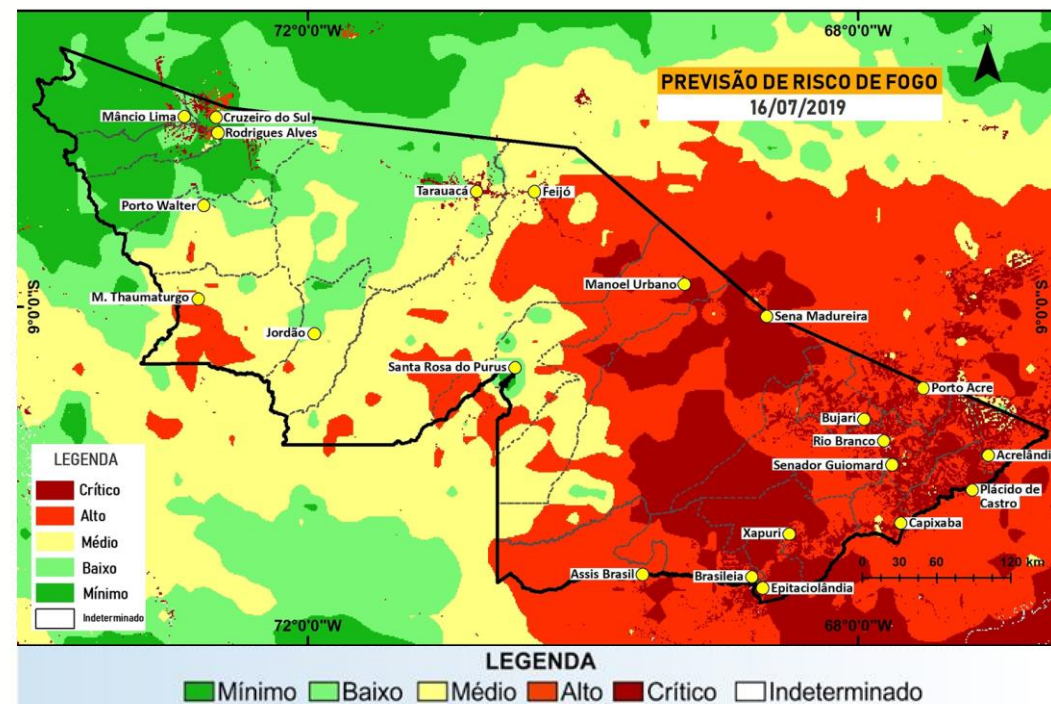 72°0'0"W
68°0'0"W
N
PREVISÃO DE RISCO DE FOGO
16/07/2019
Mâncio Lima
Cruzeiro do Sul
Rodrigues Alves
Tarauacá
Feijó
Porto Walter
Manoel Urbano
9°0'0"S
M. Thaumaturgo
Sena Madureira
9°0'0"S
Jordão
Santa Rosa do Purus
Porto Acre
Bujari
Rio Branco
Senador Guiomard
Acrelândi
Plácido de
Castro
Capixaba
Xapuri
Assis Brasil
Brasileia
Epitaciolândia
0 30 60 120 km
LEGENDA
Crítico
Alto
Médio
Baixo
Mínimo
Indeterminado
72°0'0"W
68°0'0"W
LEGENDA
Mínimo Baixo Médio Alto Crítico Indeterminado